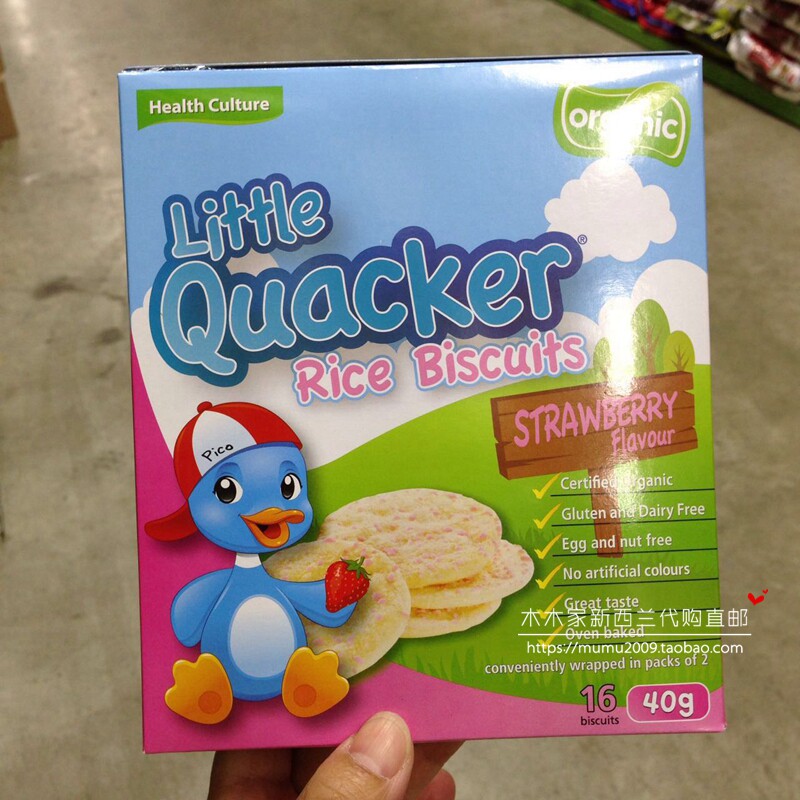 Health Culture
organic
Little
Quacker®
Rice Biscuits
STRAWBERRY
Flavour
Pico
Certified Organic
Gluten and Dairy Free
Egg and nut free
No artificial colours
Great taste
Oven baked
木木家新西兰代购直邮
https://mumu2009.taobao.com/
conveniently wrapped in packs of 2
16
biscuits
40g